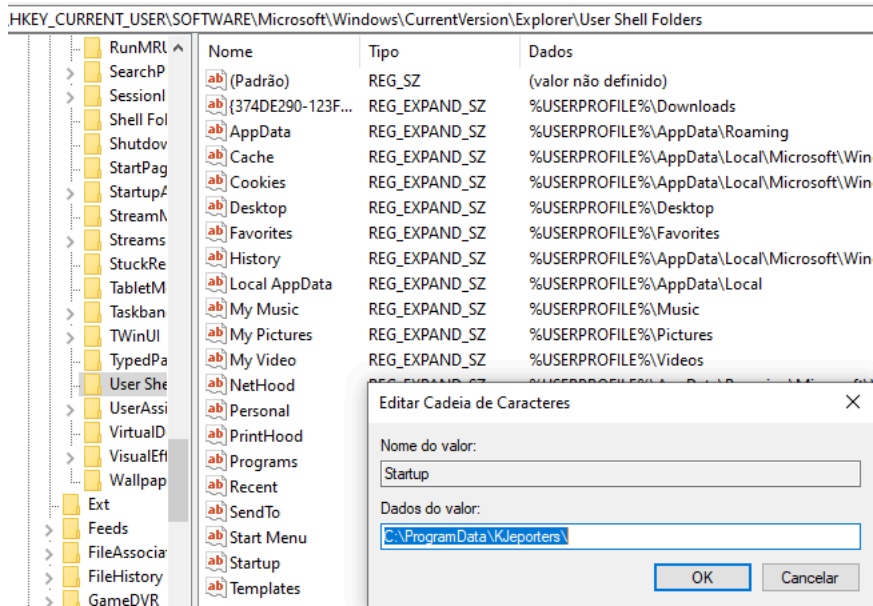 HKEY_CURRENT_USER\SOFTWARE\Microsoft\Windows\CurrentVersion\Explorer\User Shell Folders
RunMRU
SearchP
SessionI
Shell Fol
Shutdov
StartPag
StartupA
StreamM
Streams
StuckRe
TabletM
Taskban
TWinUI
TypedPa
User She
UserAssi
VirtualD
VisualEff
Wallpap
Ext
Feeds
FileAssocia
FileHistory
GameDVR
Nome Tipo Dados
(Padrão) REG_SZ (valor não definido)
{374DE290-123F... REG_EXPAND_SZ %USERPROFILE%\Downloads
AppData REG_EXPAND_SZ %USERPROFILE%\AppData\Roaming
Cache REG_EXPAND_SZ %USERPROFILE%\AppData\Local\Microsoft\Win
Cookies REG_EXPAND_SZ %USERPROFILE%\AppData\Local\Microsoft\Win
Desktop REG_EXPAND_SZ %USERPROFILE%\Desktop
Favorites REG_EXPAND_SZ %USERPROFILE%\Favorites
History REG_EXPAND_SZ %USERPROFILE%\AppData\Local\Microsoft\Win
Local AppData REG_EXPAND_SZ %USERPROFILE%\AppData\Local
My Music REG_EXPAND_SZ %USERPROFILE%\Music
My Pictures REG_EXPAND_SZ %USERPROFILE%\Pictures
My Video REG_EXPAND_SZ %USERPROFILE%\Videos
NetHood
Personal
PrintHood
Programs
Recent
SendTo
Start Menu
Startup
Templates
Editar Cadeia de Caracteres
Nome do valor:
Startup
Dados do valor:
C:\ProgramData\KJeporters\
OK Cancelar